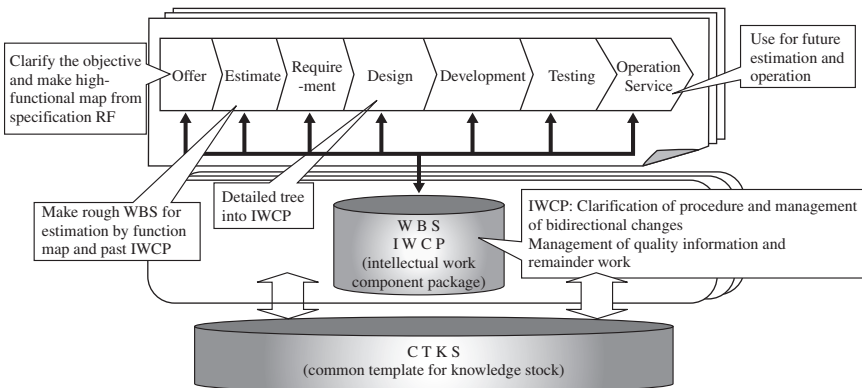 Clarify the objective
and make high-
functional map from
specification RF
Offer
Estimate
Require
-ment
Design
Development
Testing
Operation
Service
Use for future
estimation and
operation
Make rough WBS for
estimation by function
map and past IWCP
Detailed tree
into IWCP
W B S
I W C P
(intellectual work
component package)
IWCP: Clarification of procedure and management
of bidirectional changes
Management of quality information and
remainder work
C T K S
(common template for knowledge stock)